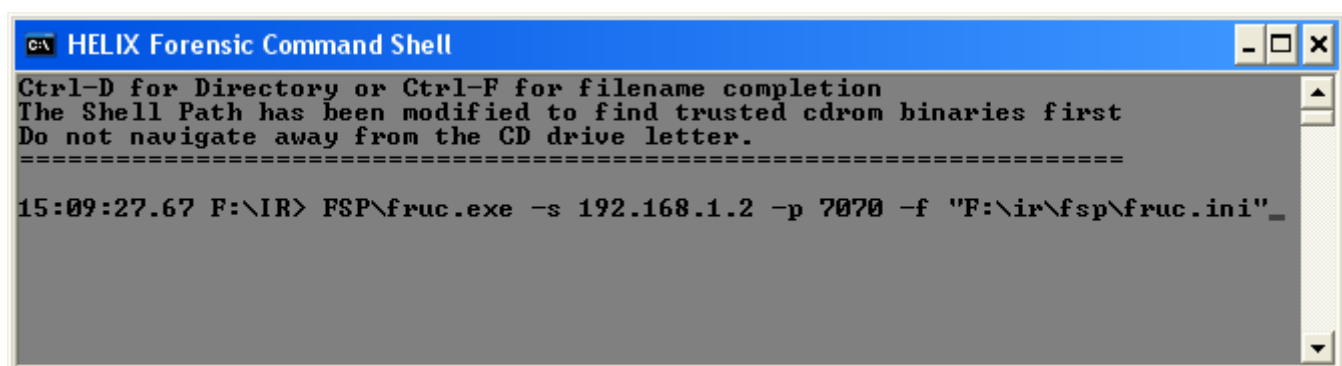 HELIX Forensic Command Shell
Ctrl-D for Directory or Ctrl-F for filename completion
The Shell Path has been modified to find trusted cdrom binaries first
Do not navigate away from the CD drive letter.
=====================================================================
15:09:27.67 F:\IR> FSP\fruc.exe -s 192.168.1.2 -p 7070 -f "F:\ir\fsp\fruc.ini"_